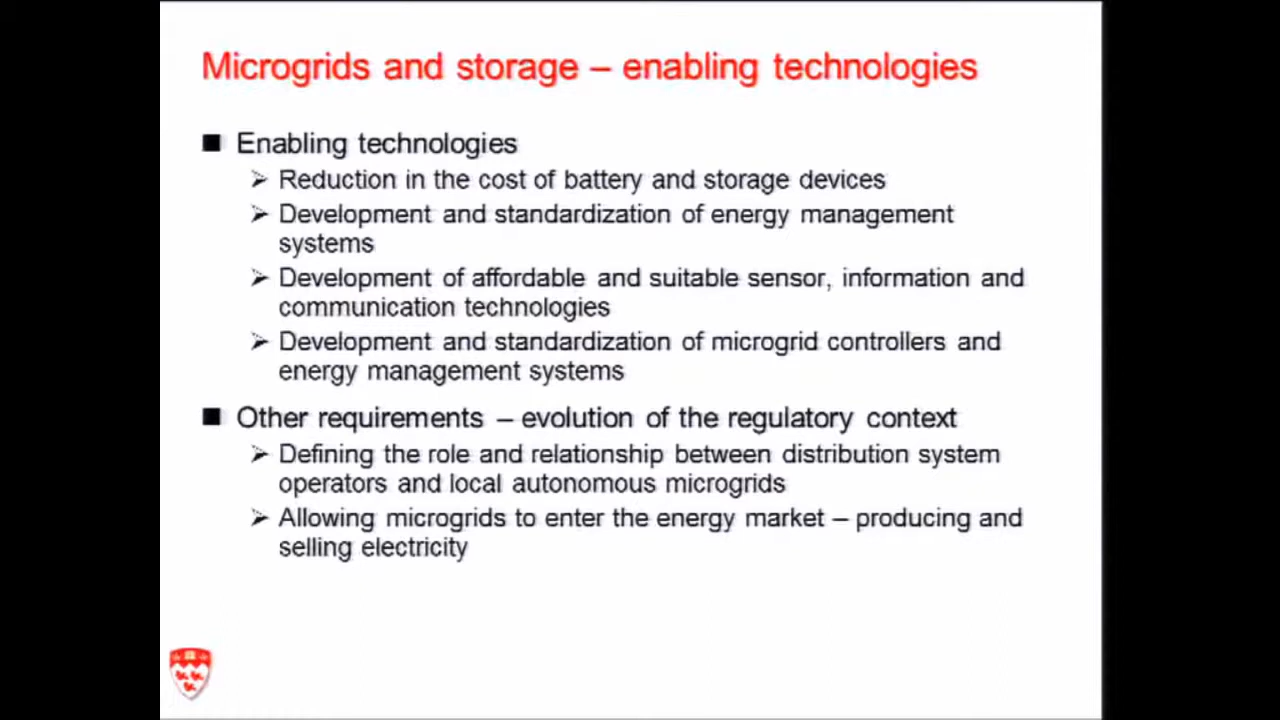 Microgrids and storage – enabling technologies
Enabling technologies
Reduction in the cost of battery and storage devices
Development and standardization of energy management
systems
Development of affordable and suitable sensor, information and
communication technologies
Development and standardization of microgrid controllers and
energy management systems
Other requirements – evolution of the regulatory context
Defining the role and relationship between distribution system
operators and local autonomous microgrids
Allowing microgrids to enter the energy market – producing and
selling electricity